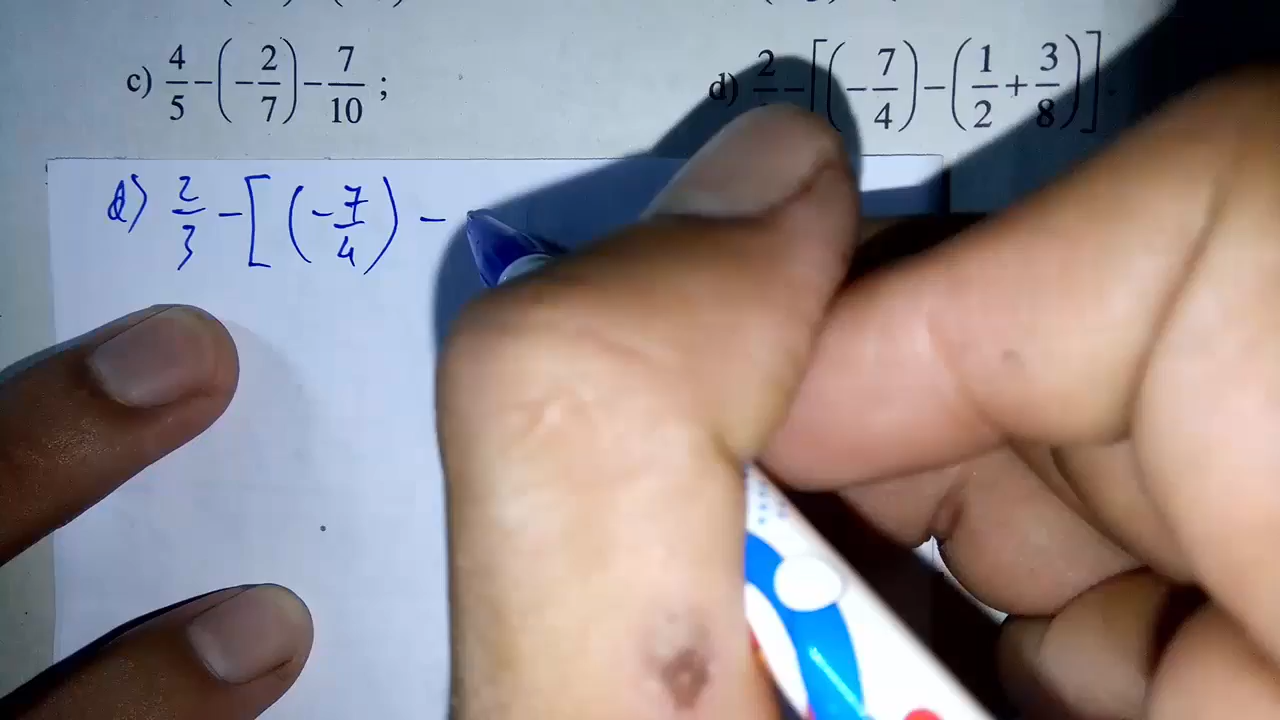 c) 4/5 − (−2/7) − 7/10 ; d) 2/ − [(−7/4) − (1/2 + 3/8)].
d) 2/3 − [(−7/4) −